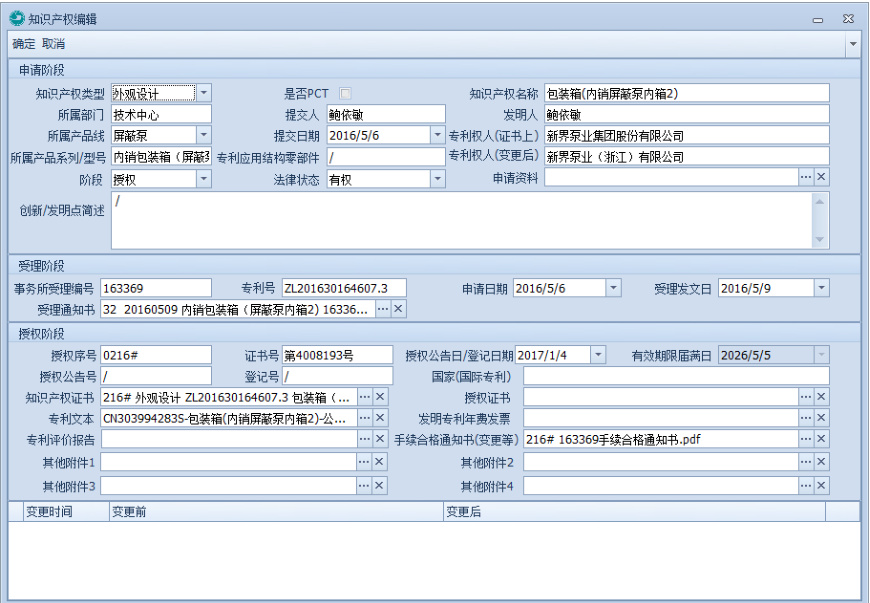 知识产权编辑
确定 取消
申请阶段
知识产权类型 外观设计 是否PCT 知识产权名称 包装箱(内销屏蔽泵内箱2)
所属部门 技术中心 提交人 鲍依敏 发明人 鲍依敏
所属产品线 屏蔽泵 提交日期 2016/5/6 专利权人(证书上) 新界泵业集团股份有限公司
所属产品系列/型号 内销包装箱（屏蔽 专利应用结构零部件 / 专利权人(变更后) 新界泵业（浙江）有限公司
阶段 授权 法律状态 有权 申请资料
创新/发明点简述 /
受理阶段
事务所受理编号 163369 专利号 ZL201630164607.3 申请日期 2016/5/6 受理发文日 2016/5/9
受理通知书 32 20160509 内销包装箱（屏蔽泵内箱2) 16336...
授权阶段
授权序号 0216# 证书号 第4008193号 授权公告日/登记日期 2017/1/4 有效期限届满日 2026/5/5
授权公告号 / 登记号 / 国家(国际专利)
知识产权证书 216# 外观设计 ZL201630164607.3 包装箱（... 授权证书
专利文本 CN303994283S-包装箱(内销屏蔽泵内箱2)-公... 发明专利年费发票
专利评价报告 手续合格通知书(变更等) 216# 163369手续合格通知书.pdf
其他附件1 其他附件2
其他附件3 其他附件4
变更时间 变更前 变更后